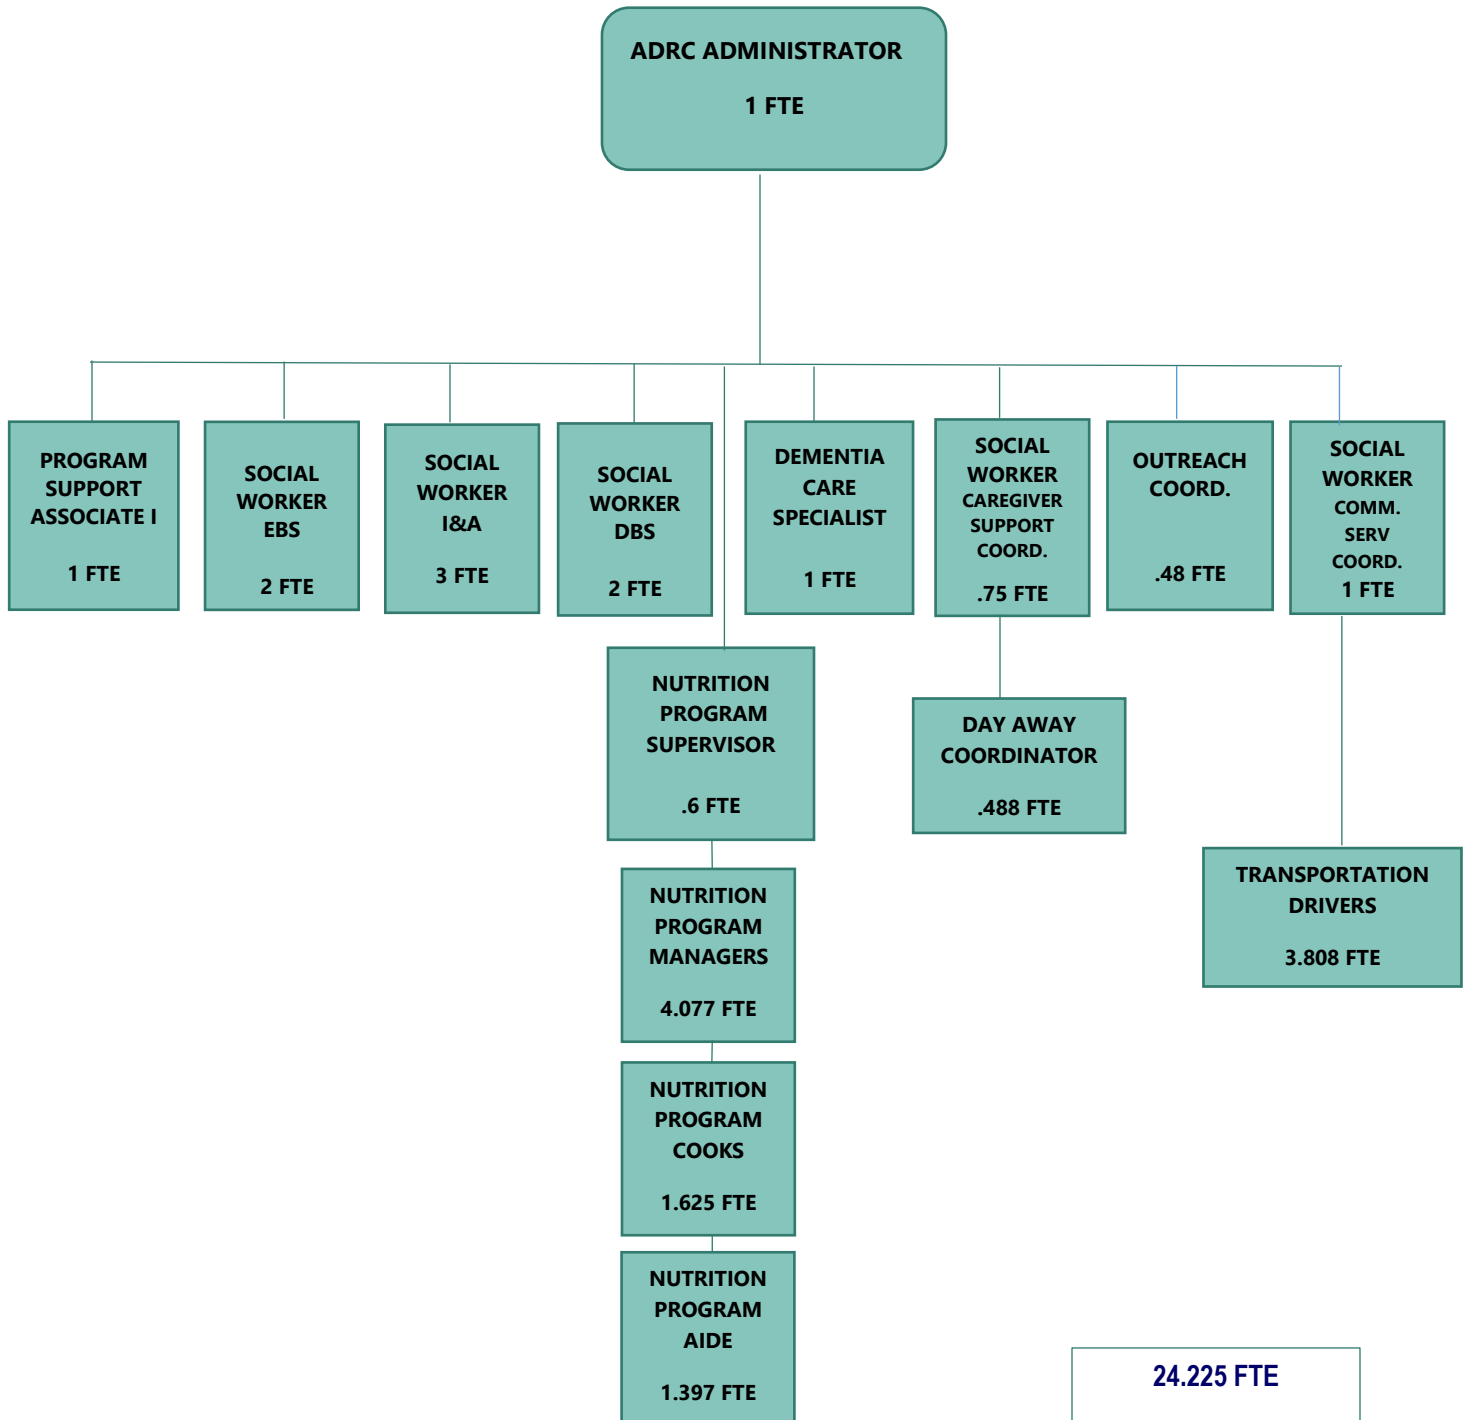 ADRC ADMINISTRATOR
1 FTE
PROGRAM
SUPPORT
ASSOCIATE I
1 FTE
SOCIAL
WORKER
EBS
2 FTE
SOCIAL
WORKER
I&A
3 FTE
SOCIAL
WORKER
DBS
2 FTE
DEMENTIA
CARE
SPECIALIST
1 FTE
SOCIAL
WORKER
CAREGIVER
SUPPORT
COORD.
.75 FTE
OUTREACH
COORD.
.48 FTE
SOCIAL
WORKER
COMM.
SERV
COORD.
1 FTE
NUTRITION
PROGRAM
SUPERVISOR
.6 FTE
DAY AWAY
COORDINATOR
.488 FTE
TRANSPORTATION
DRIVERS
3.808 FTE
NUTRITION
PROGRAM
MANAGERS
4.077 FTE
NUTRITION
PROGRAM
COOKS
1.625 FTE
NUTRITION
PROGRAM
AIDE
1.397 FTE
24.225 FTE